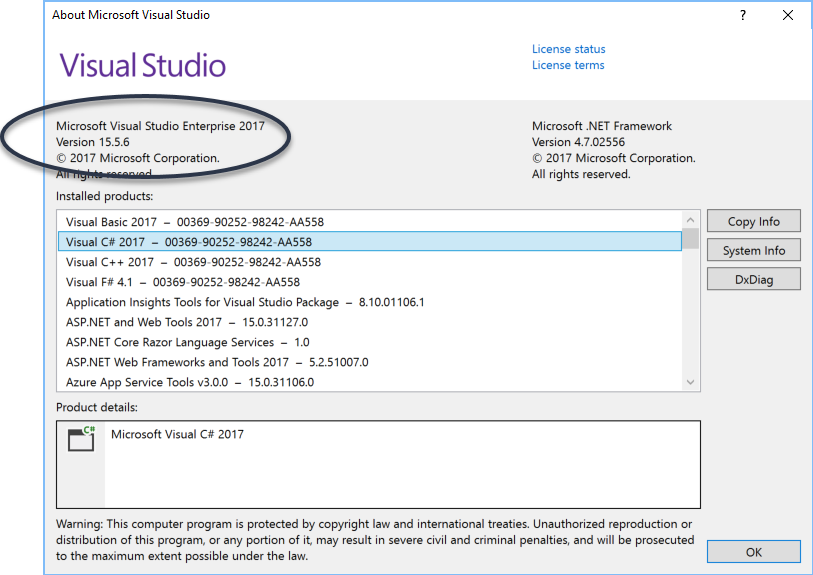 About Microsoft Visual Studio
?
Visual Studio
License status
License terms
Microsoft Visual Studio Enterprise 2017
Version 15.5.6
© 2017 Microsoft Corporation.
All rights reserved.
Microsoft .NET Framework
Version 4.7.02556
© 2017 Microsoft Corporation.
All rights reserved.
Installed products:
Visual Basic 2017 – 00369-90252-98242-AA558
Visual C# 2017 – 00369-90252-98242-AA558
Visual C++ 2017 – 00369-90252-98242-AA558
Visual F# 4.1 – 00369-90252-98242-AA558
Application Insights Tools for Visual Studio Package – 8.10.01106.1
ASP.NET and Web Tools 2017 – 15.0.31127.0
ASP.NET Core Razor Language Services – 1.0
ASP.NET Web Frameworks and Tools 2017 – 5.2.51007.0
Azure App Service Tools v3.0.0 – 15.0.31106.0
Copy Info
System Info
DxDiag
Product details:
C#
Microsoft Visual C# 2017
Warning: This computer program is protected by copyright law and international treaties. Unauthorized reproduction or
distribution of this program, or any portion of it, may result in severe civil and criminal penalties, and will be prosecuted
to the maximum extent possible under the law.
OK